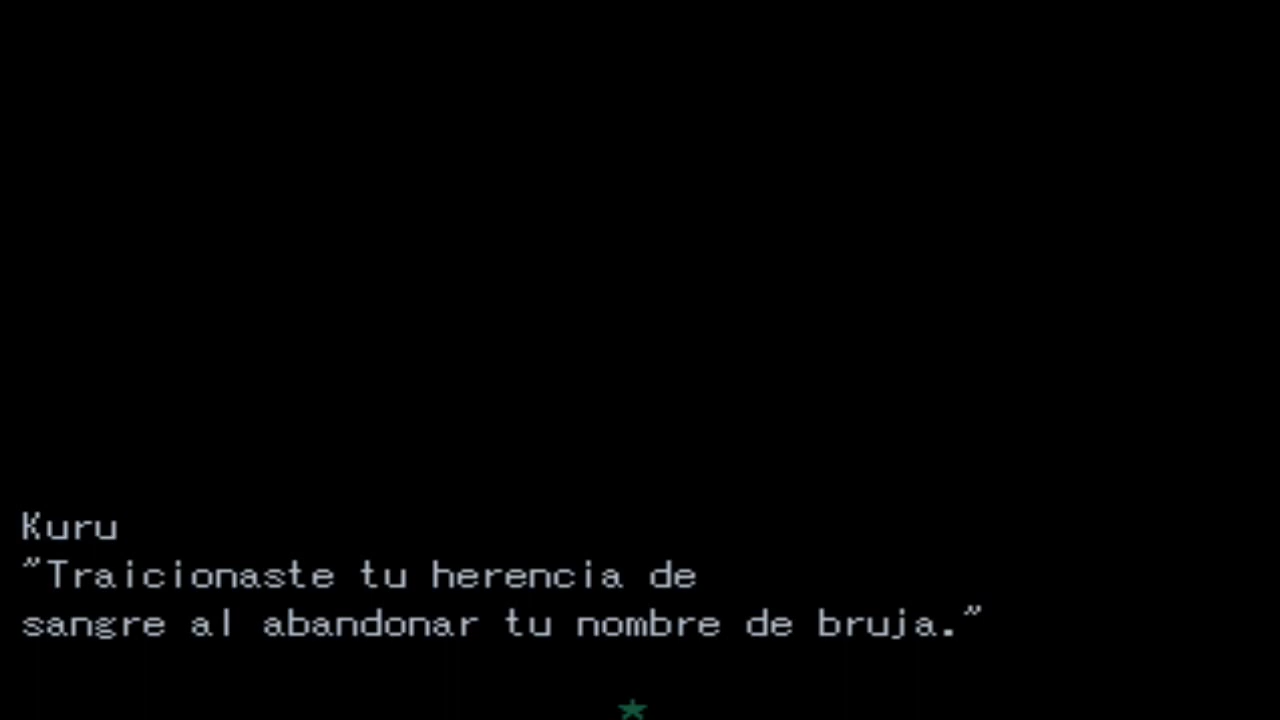 Kuru
"Traicionaste tu herencia de
sangre al abandonar tu nombre de bruja."